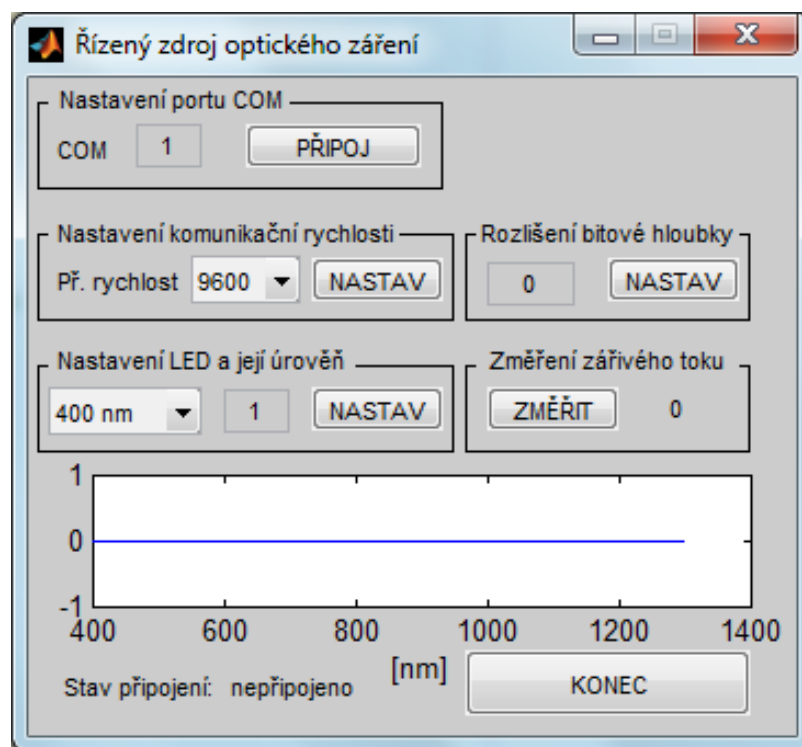 Řízený zdroj optického záření
Nastavení portu COM
COM 1 PŘIPOJ
Nastavení komunikační rychlosti
Př. rychlost 9600 NASTAV
Rozlišení bitové hloubky
0 NASTAV
Nastavení LED a její úrověň
400 nm 1 NASTAV
Změření zářivého toku
ZMĚŘIT 0
1
0
-1
400 600 800 1000 1200 1400
[nm]
Stav připojení: nepřipojeno
KONEC